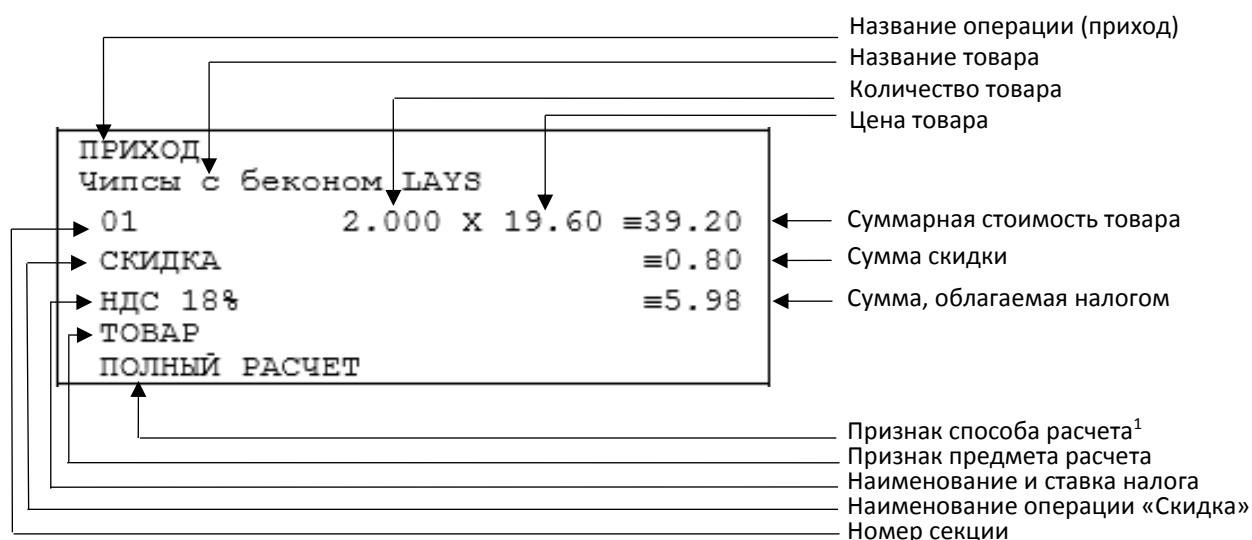 Название операции (приход)
Название товара
Количество товара
Цена товара
ПРИХОД
Чипсы с беконом LAYS
01 2.000 X 19.60 ≡39.20
Суммарная стоимость товара
СКИДКА ≡0.80
Сумма скидки
НДС 18% ≡5.98
Сумма, облагаемая налогом
ТОВАР
ПОЛНЫЙ РАСЧЕТ
Признак способа расчета¹
Признак предмета расчета
Наименование и ставка налога
Наименование операции «Скидка»
Номер секции